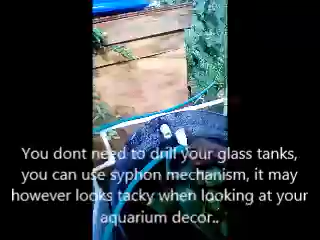 You dont need to drill your glass tanks,
you can use syphon mechanism, it may
however looks tacky when looking at your
aquarium decor..